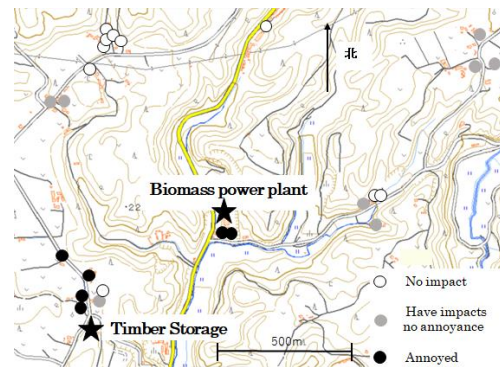 北
Biomass power plant
22
Timber Storage
500m
No impact
Have impacts
no annoyance
Annoyed